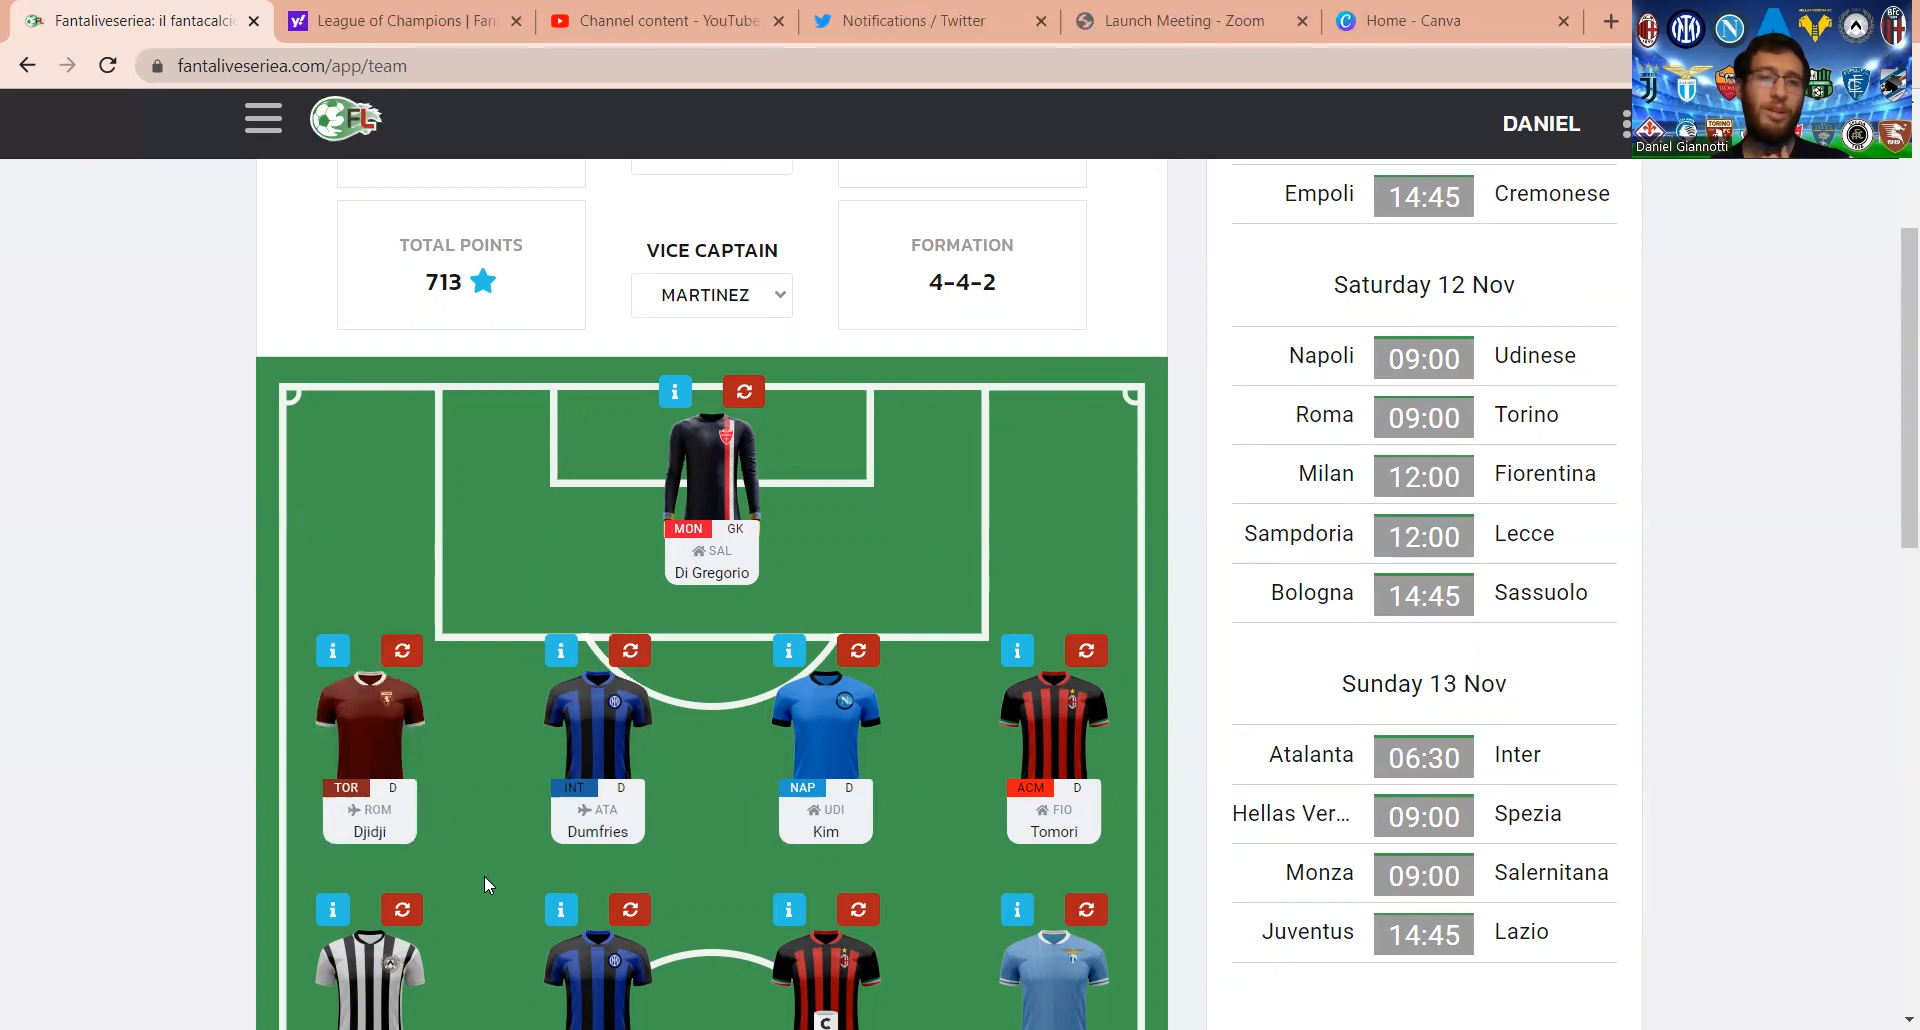 Fantaliveseriea: il fantacalci
League of Champions | Fan
Channel content - YouTube
Notifications / Twitter
Launch Meeting - Zoom
Home - Canva
fantaliveseriea.com/app/team
FL
DANIEL
Daniel Giannotti
TOTAL POINTS
713
VICE CAPTAIN
MARTINEZ
FORMATION
4-4-2
MON GK
SAL
Di Gregorio
TOR D
ROM
Djidji
INT D
ATA
Dumfries
NAP D
UDI
Kim
ACM D
FIO
Tomori
C
Empoli 14:45 Cremonese
Saturday 12 Nov
Napoli 09:00 Udinese
Roma 09:00 Torino
Milan 12:00 Fiorentina
Sampdoria 12:00 Lecce
Bologna 14:45 Sassuolo
Sunday 13 Nov
Atalanta 06:30 Inter
Hellas Ver... 09:00 Spezia
Monza 09:00 Salernitana
Juventus 14:45 Lazio